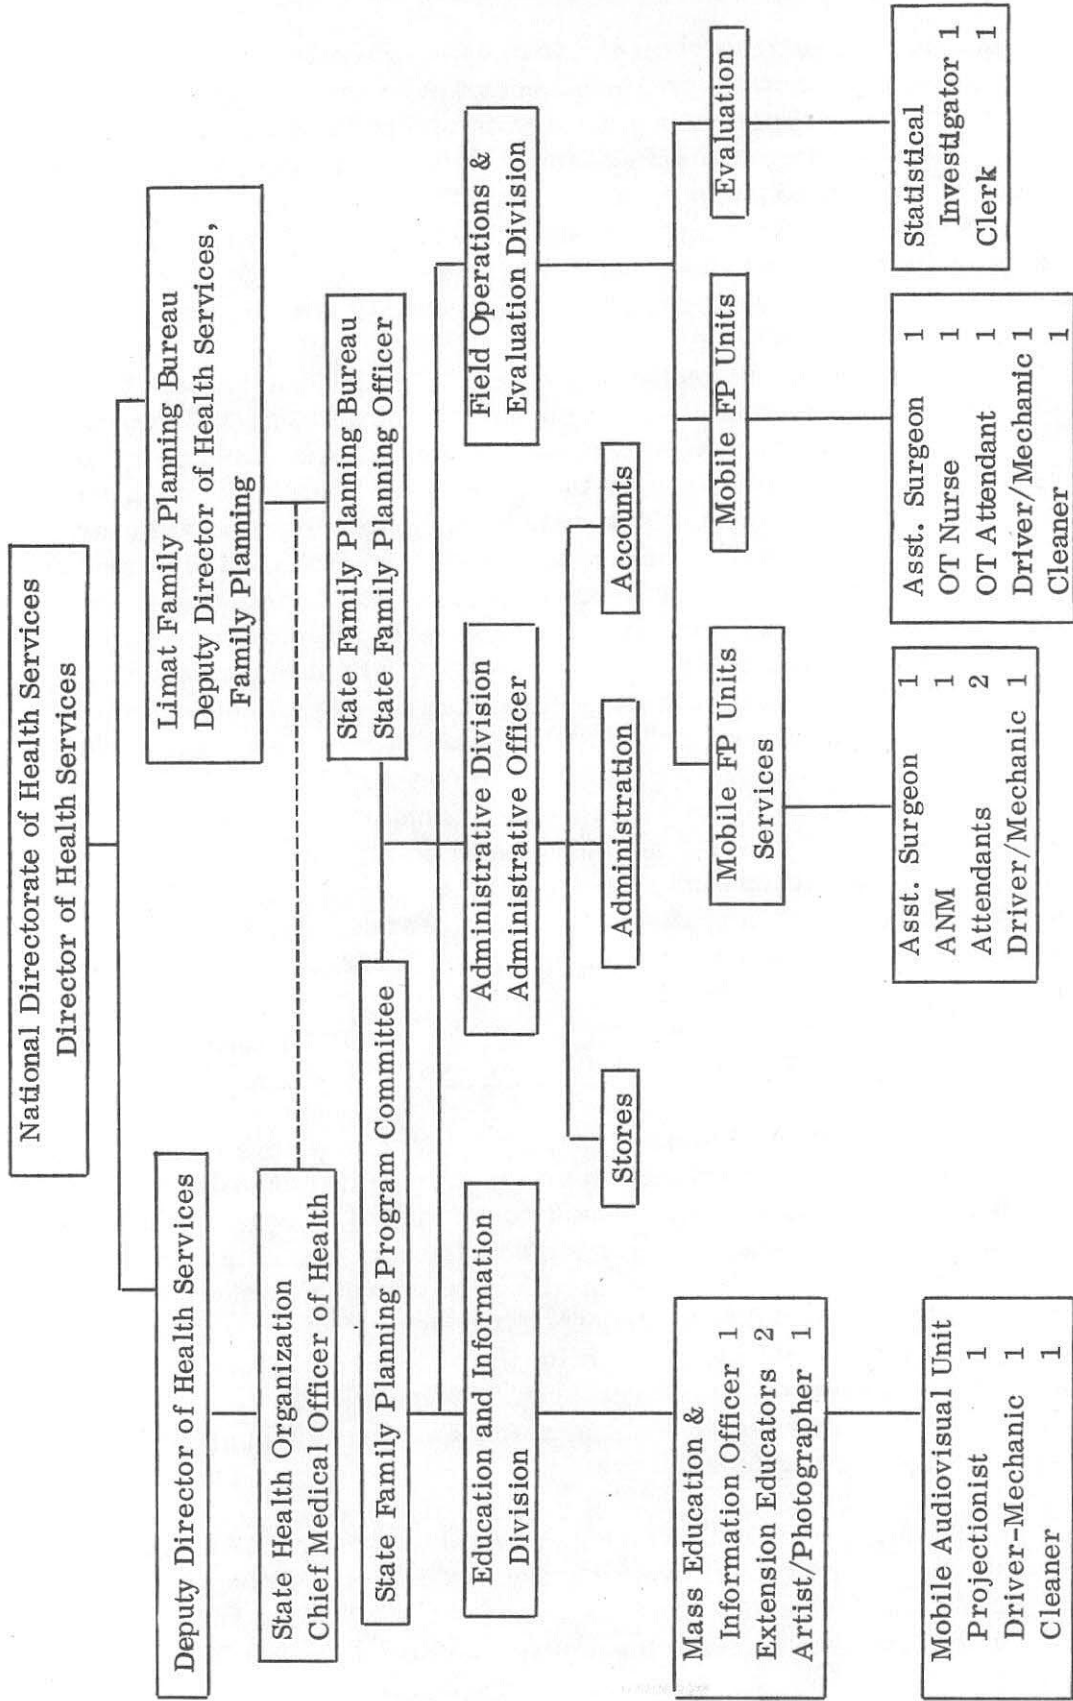 National Directorate of Health Services
Director of Health Services
Deputy Director of Health Services
Limat Family Planning Bureau
Deputy Director of Health Services,
Family Planning
State Health Organization
Chief Medical Officer of Health
State Family Planning Bureau
State Family Planning Officer
State Family Planning Program Committee
Education and Information
Division
Administrative Division
Administrative Officer
Field Operations &
Evaluation Division
Stores
Administration
Accounts
Mass Education &
Information Officer 1
Extension Educators 2
Artist/Photographer 1
Mobile FP Units
Services
Mobile FP Units
Evaluation
Mobile Audiovisual Unit
Projectionist 1
Driver-Mechanic 1
Cleaner 1
Asst. Surgeon 1
ANM 1
Attendants 2
Driver/Mechanic 1
Asst. Surgeon 1
OT Nurse 1
OT Attendant 1
Driver/Mechanic 1
Cleaner 1
Statistical
Investigator 1
Clerk 1